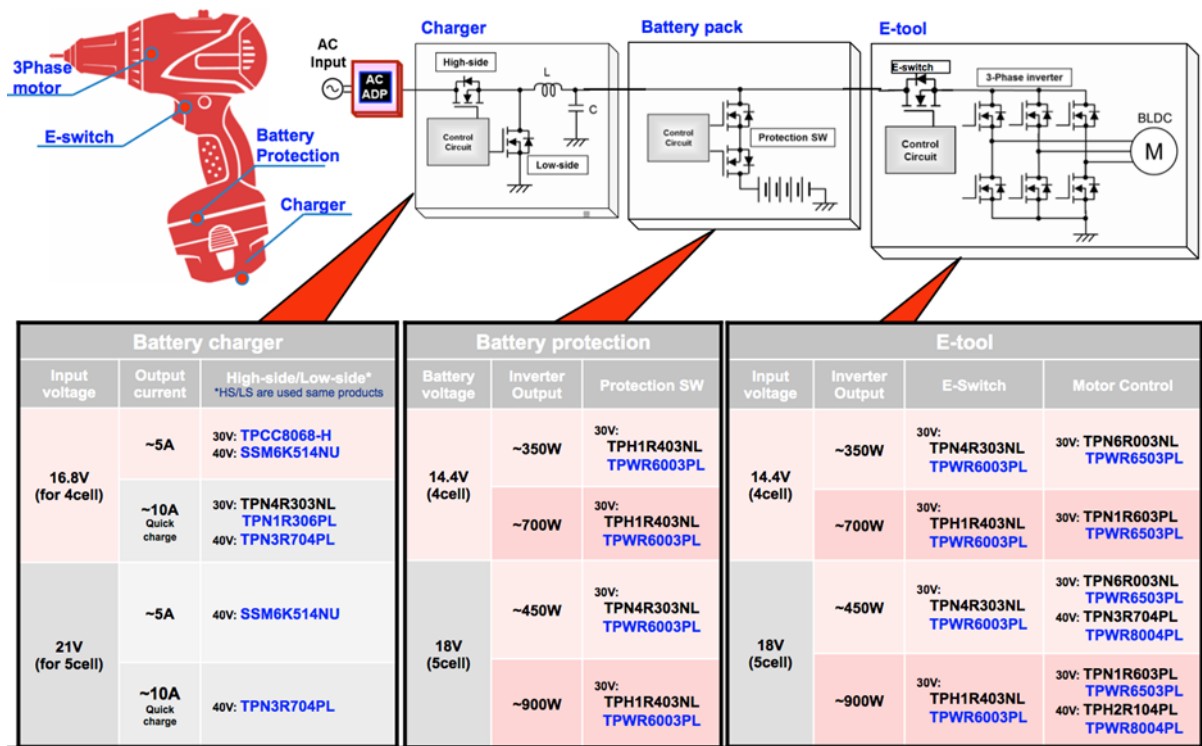 Charger
Battery pack
E-tool
AC
Input
AC
ADP
High-side
L
C
Control
Circuit
Low-side
Control
Circuit
Protection SW
E-switch
3-Phase inverter
Control
Circuit
BLDC
M
3Phase
motor
E-switch
Battery
Protection
Charger
Battery charger
Input
voltage
Output
current
High-side/Low-side*
*HS/LS are used same products
16.8V
(for 4cell)
~5A
30V: TPCC8068-H
40V: SSM6K514NU
~10A
Quick
charge
30V: TPN4R303NL
TPN1R306PL
40V: TPN3R704PL
21V
(for 5cell)
~5A
40V: SSM6K514NU
~10A
Quick
charge
40V: TPN3R704PL
Battery protection
Battery
voltage
Inverter
Output
Protection SW
14.4V
(4cell)
~350W
30V:
TPH1R403NL
TPWR6003PL
~700W
30V:
TPH1R403NL
TPWR6003PL
18V
(5cell)
~450W
30V:
TPN4R303NL
TPWR6003PL
~900W
30V:
TPH1R403NL
TPWR6003PL
E-tool
Input
voltage
Inverter
Output
E-Switch
Motor Control
14.4V
(4cell)
~350W
30V:
TPN4R303NL
TPWR6003PL
30V: TPN6R003NL
TPWR6503PL
~700W
30V:
TPH1R403NL
TPWR6003PL
30V: TPN1R603PL
TPWR6503PL
18V
(5cell)
~450W
30V:
TPN4R303NL
TPWR6003PL
30V: TPN6R003NL
TPWR6503PL
40V: TPN3R704PL
TPWR8004PL
~900W
30V:
TPH1R403NL
TPWR6003PL
30V: TPN1R603PL
TPWR6503PL
40V: TPH2R104PL
TPWR8004PL